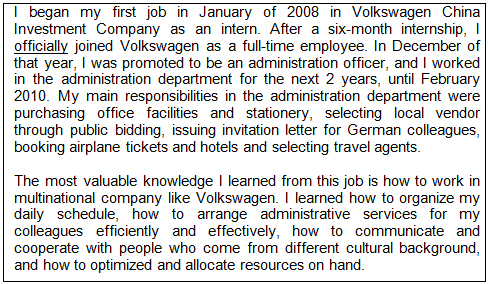 I began my first job in January of 2008 in Volkswagen China
Investment Company as an intern. After a six-month internship, I
officially joined Volkswagen as a full-time employee. In December of
that year, I was promoted to be an administration officer, and I worked
in the administration department for the next 2 years, until February
2010. My main responsibilities in the administration department were
purchasing office facilities and stationery, selecting local vendor
through public bidding, issuing invitation letter for German colleagues,
booking airplane tickets and hotels and selecting travel agents.

The most valuable knowledge I learned from this job is how to work in
multinational company like Volkswagen. I learned how to organize my
daily schedule, how to arrange administrative services for my
colleagues efficiently and effectively, how to communicate and
cooperate with people who come from different cultural background,
and how to optimized and allocate resources on hand.